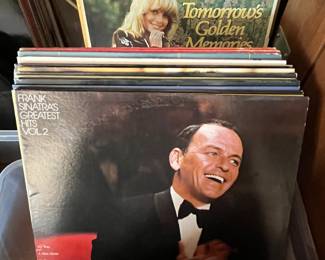 Tomorrow's
Golden
Memories
FRANK
SINATRA'S
GREATEST
HITS
VOL.2